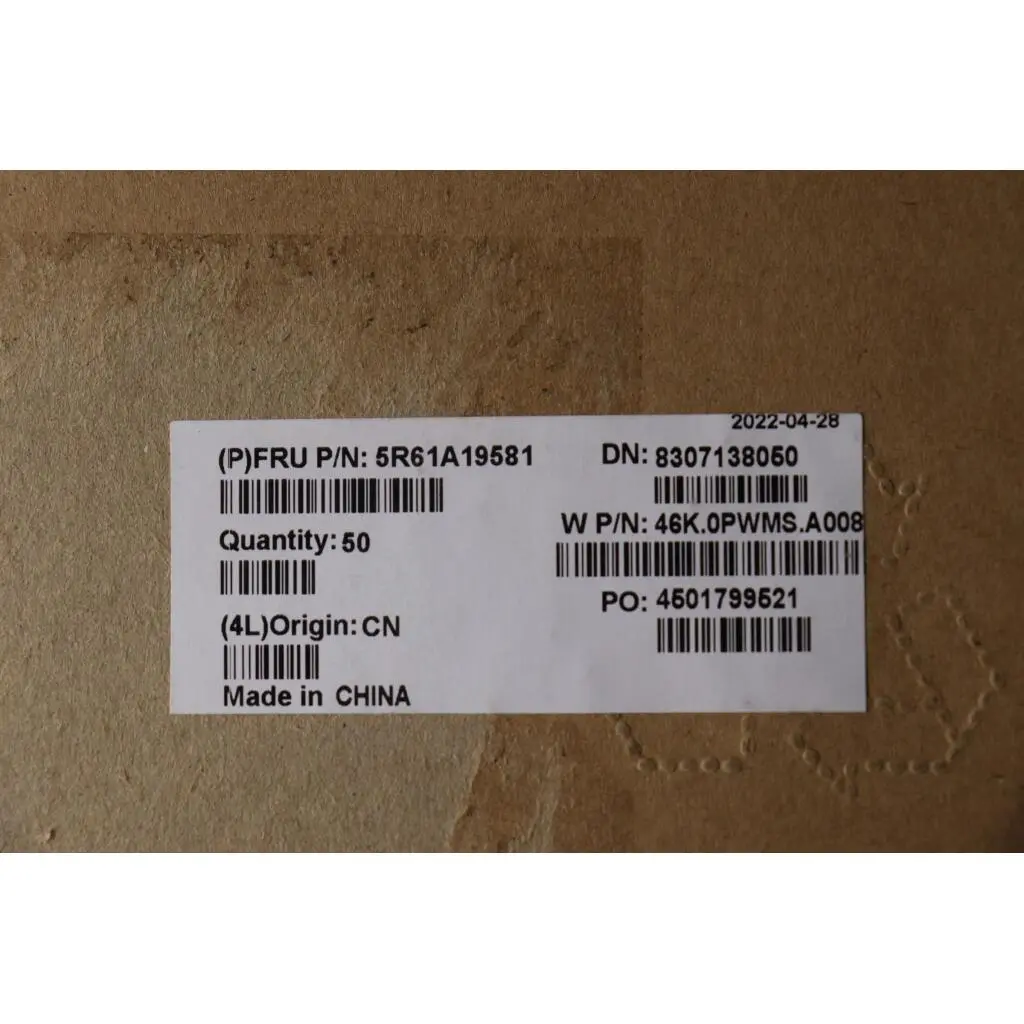 2022-04-28
(P)FRU P/N: 5R61A19581
DN: 8307138050
Quantity: 50
W P/N: 46K.0PWMS.A008
(4L)Origin: CN
PO: 4501799521
Made in CHINA